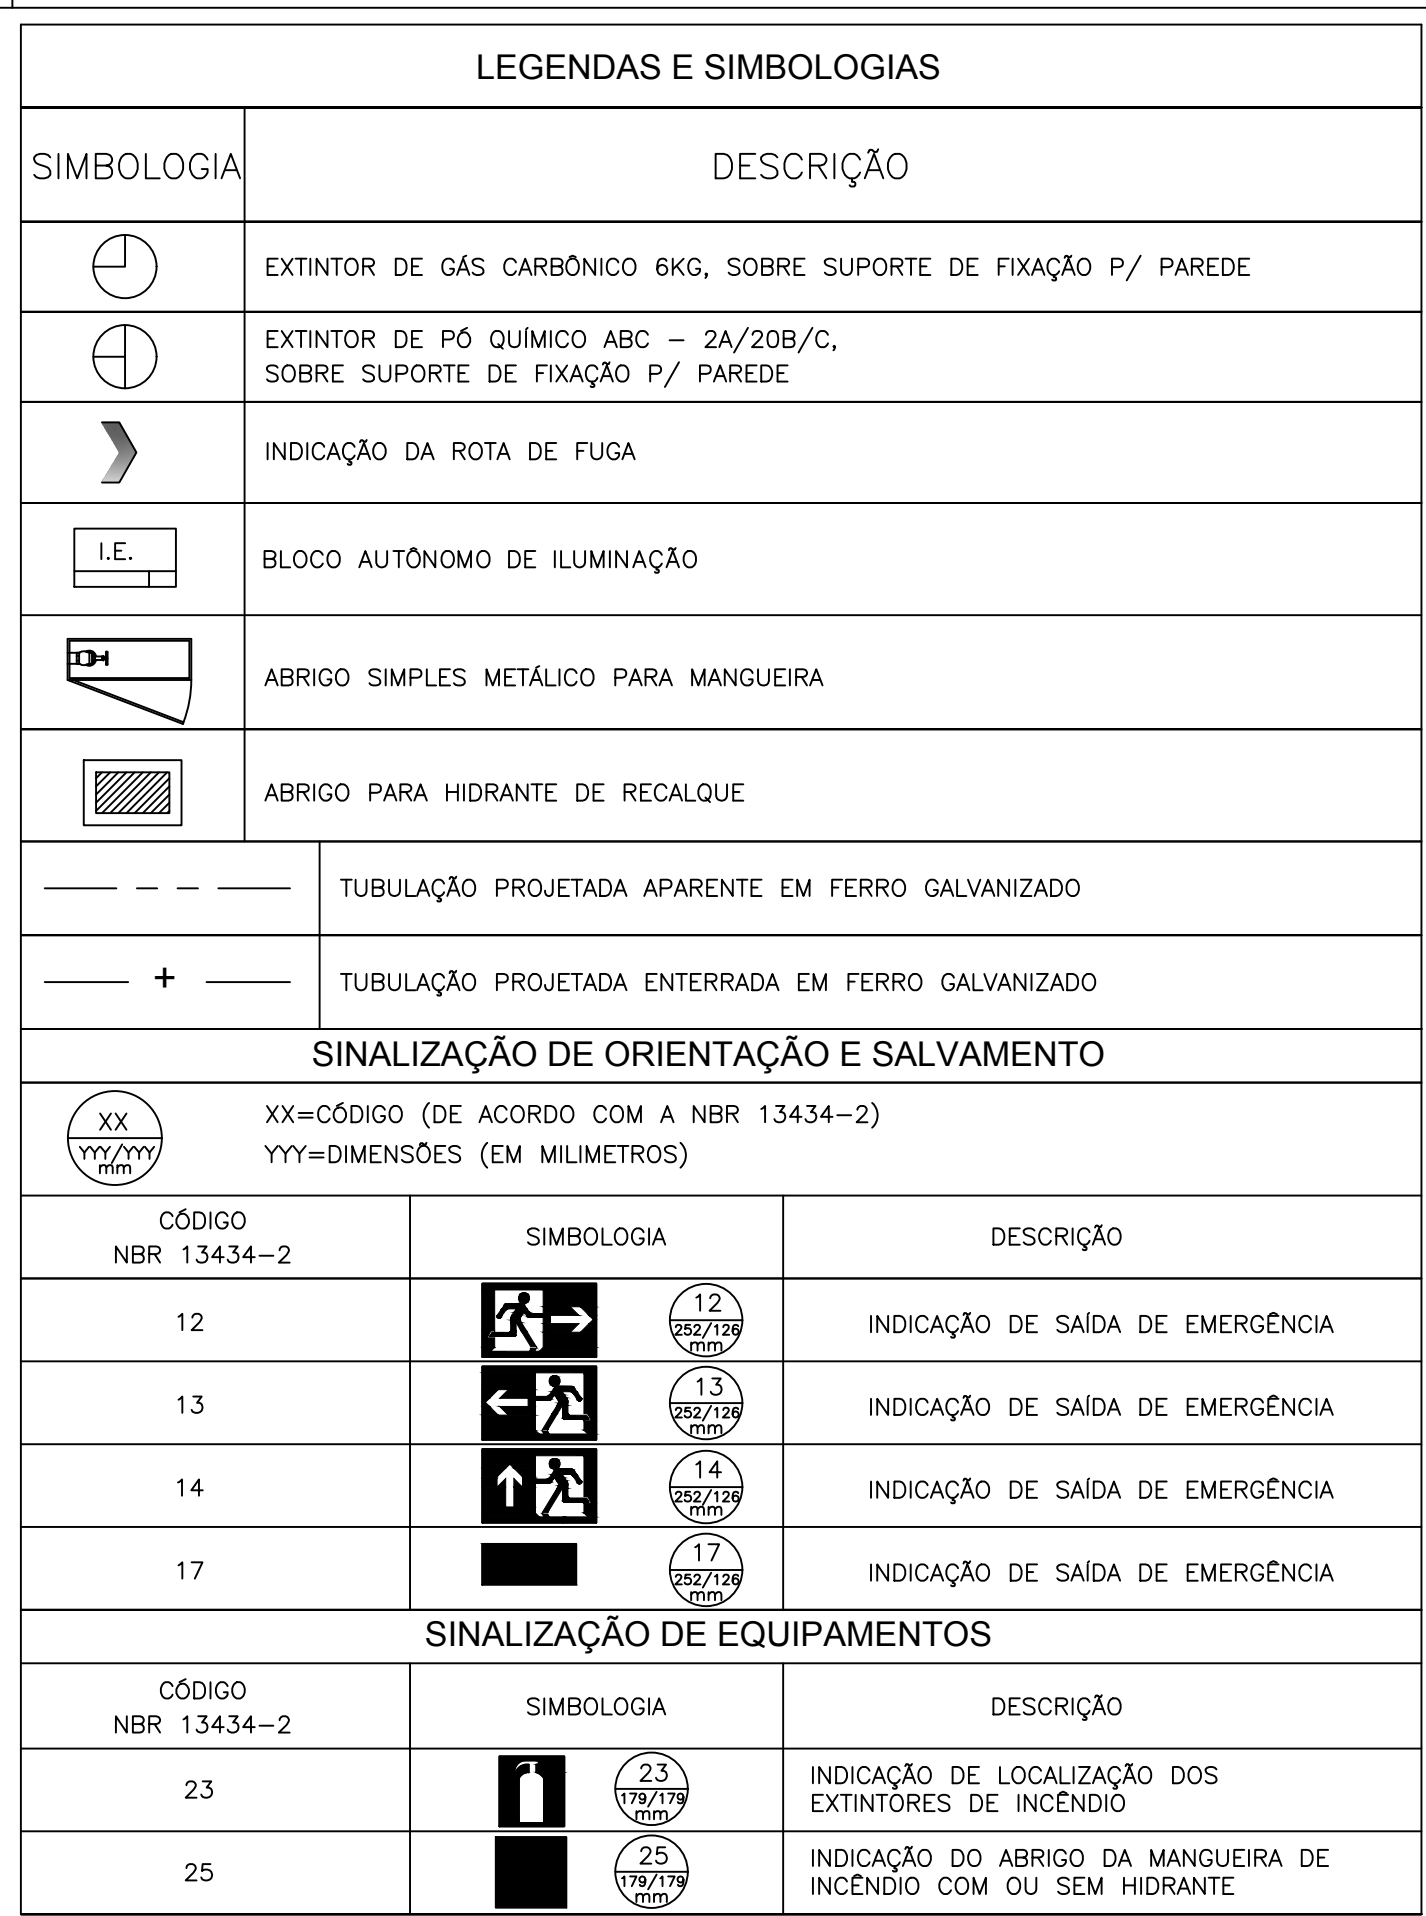 LEGENDAS E SIMBOLOGIAS
SIMBOLOGIA DESCRIÇÃO
EXTINTOR DE GÁS CARBÔNICO 6KG, SOBRE SUPORTE DE FIXAÇÃO P/ PAREDE
EXTINTOR DE PÓ QUÍMICO ABC – 2A/20B/C,
SOBRE SUPORTE DE FIXAÇÃO P/ PAREDE
INDICAÇÃO DA ROTA DE FUGA
I.E.
BLOCO AUTÔNOMO DE ILUMINAÇÃO
ABRIGO SIMPLES METÁLICO PARA MANGUEIRA
ABRIGO PARA HIDRANTE DE RECALQUE
TUBULAÇÃO PROJETADA APARENTE EM FERRO GALVANIZADO
+
TUBULAÇÃO PROJETADA ENTERRADA EM FERRO GALVANIZADO
SINALIZAÇÃO DE ORIENTAÇÃO E SALVAMENTO
XX
YYY/YYY
mm
XX=CÓDIGO (DE ACORDO COM A NBR 13434–2)
YYY=DIMENSÕES (EM MILIMETROS)
CÓDIGO
NBR 13434–2
SIMBOLOGIA
DESCRIÇÃO
12
12
252/126
mm
INDICAÇÃO DE SAÍDA DE EMERGÊNCIA
13
13
252/126
mm
INDICAÇÃO DE SAÍDA DE EMERGÊNCIA
14
14
252/126
mm
INDICAÇÃO DE SAÍDA DE EMERGÊNCIA
17
17
252/126
mm
INDICAÇÃO DE SAÍDA DE EMERGÊNCIA
SINALIZAÇÃO DE EQUIPAMENTOS
CÓDIGO
NBR 13434–2
SIMBOLOGIA
DESCRIÇÃO
23
23
179/179
mm
INDICAÇÃO DE LOCALIZAÇÃO DOS
EXTINTORES DE INCÊNDIO
25
25
179/179
mm
INDICAÇÃO DO ABRIGO DA MANGUEIRA DE
INCÊNDIO COM OU SEM HIDRANTE